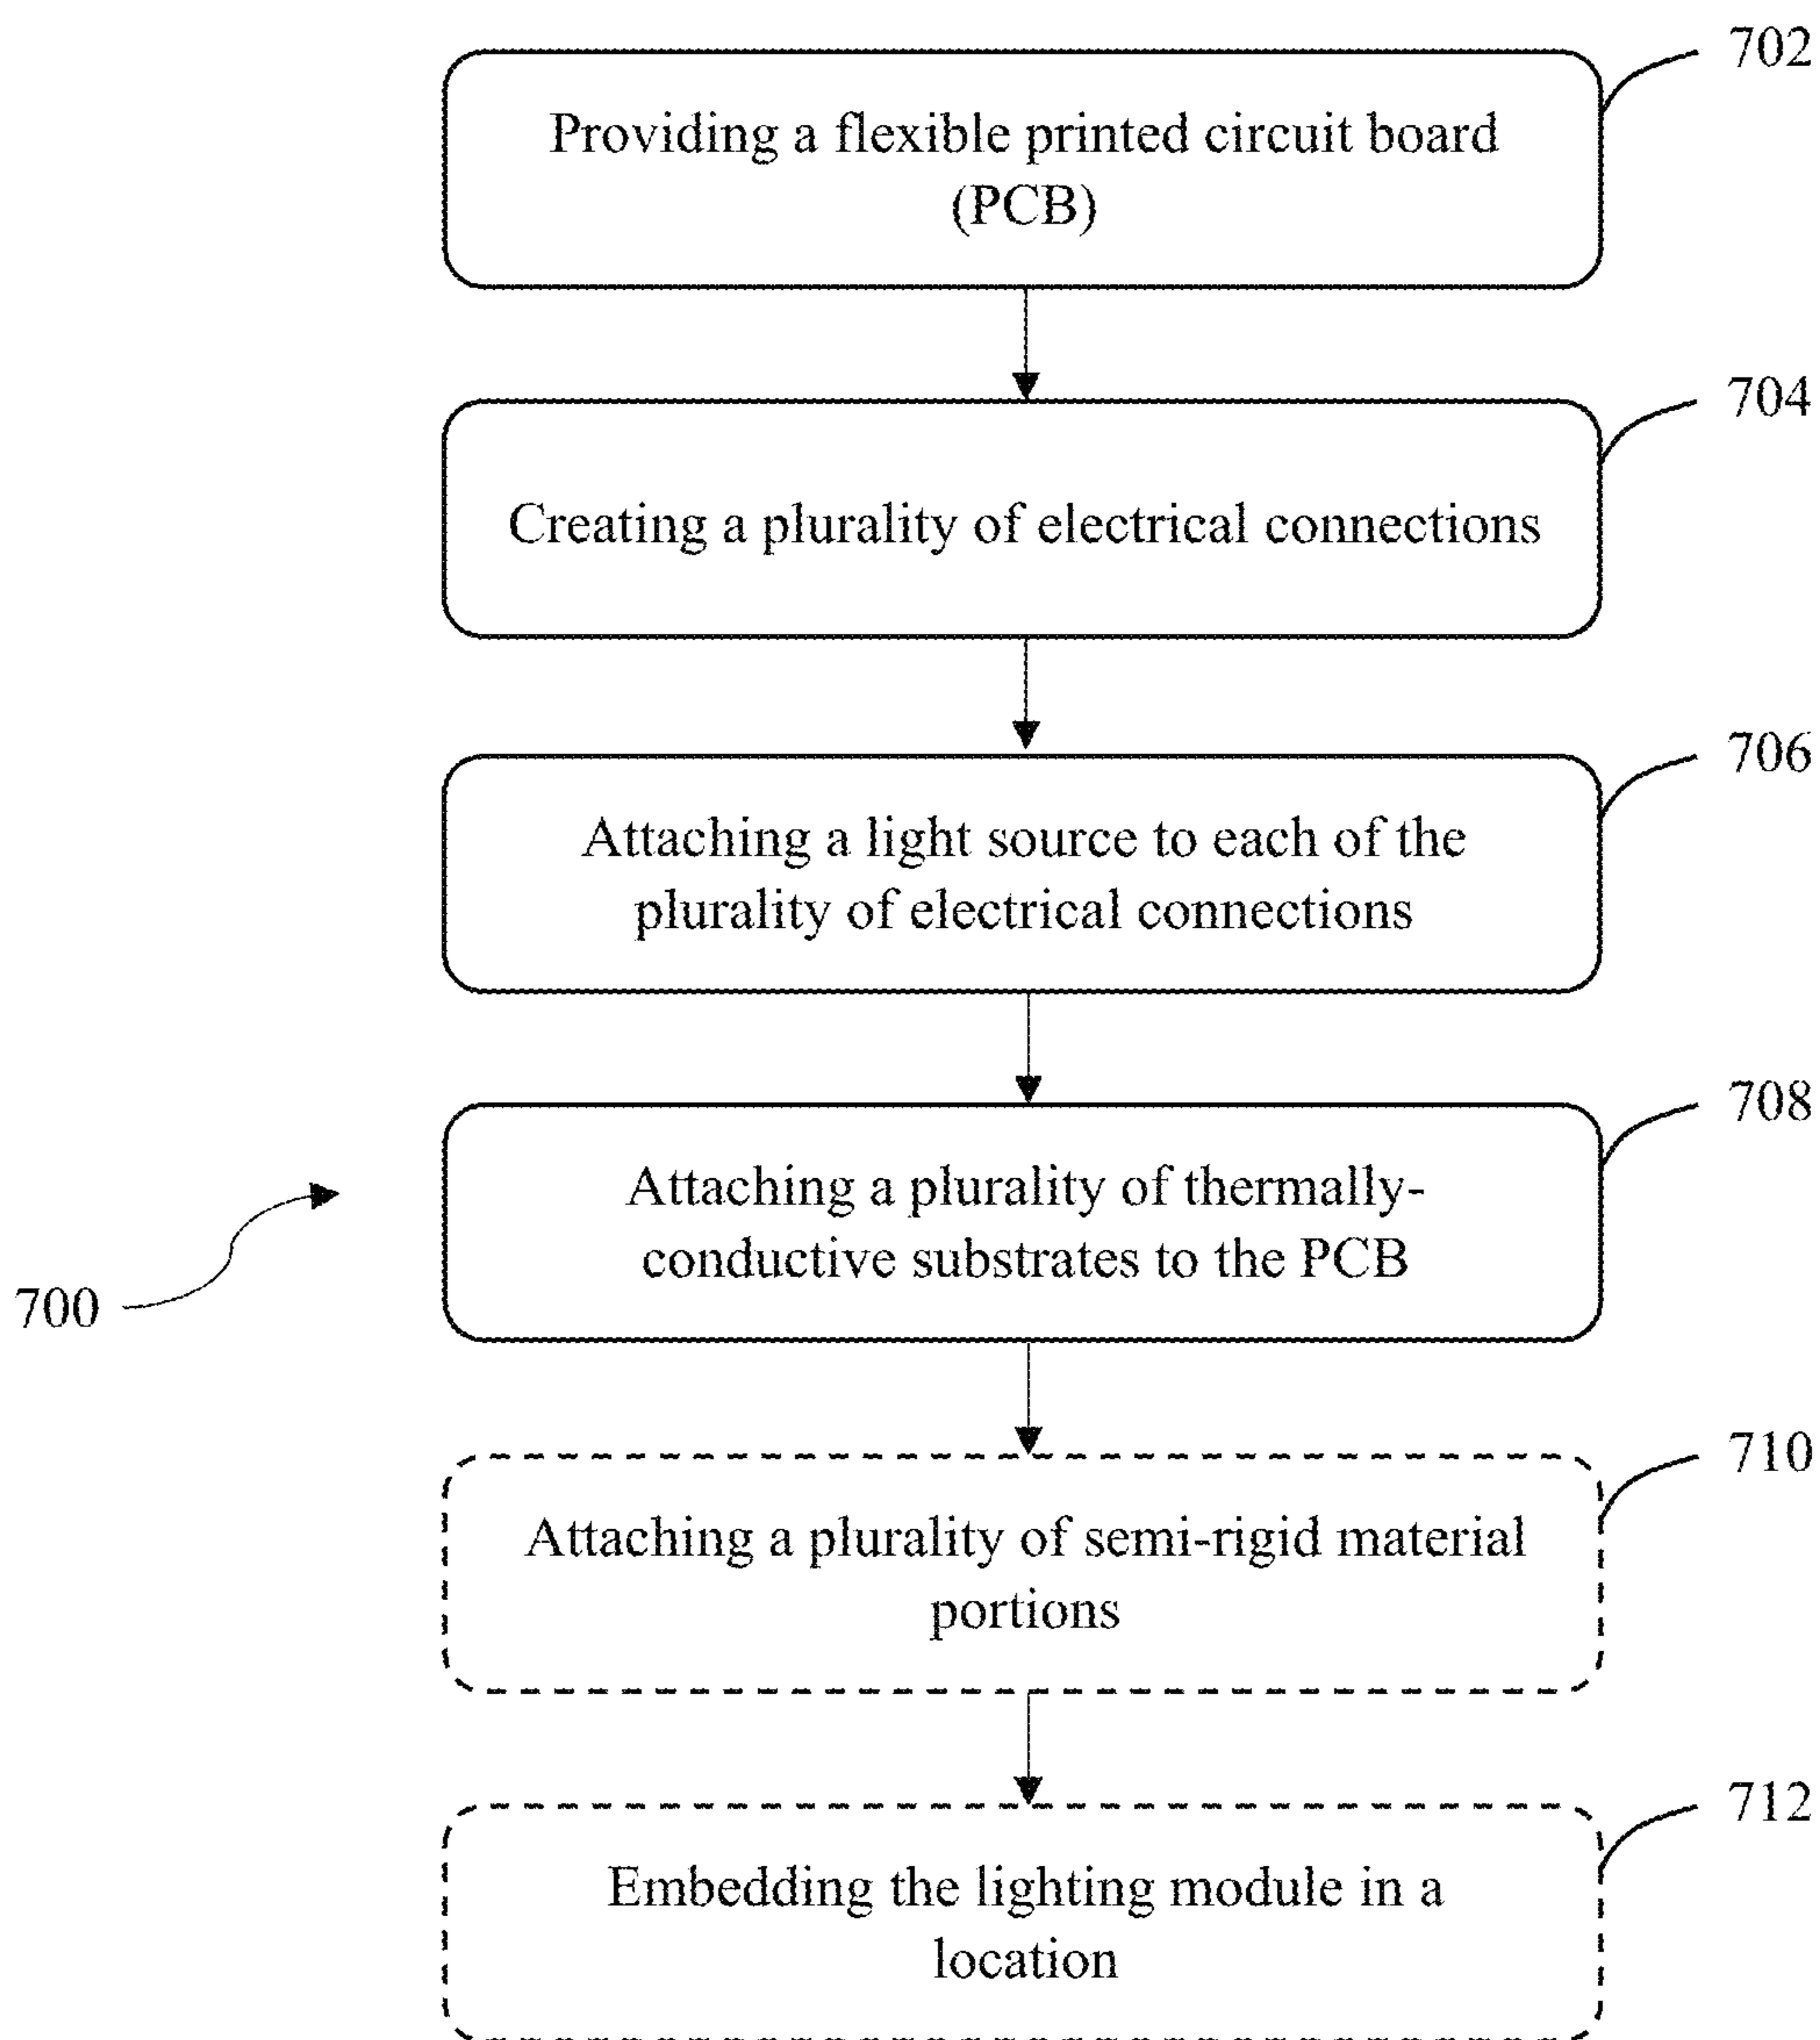 702
Providing a flexible printed circuit board
(PCB)
704
Creating a plurality of electrical connections
706
Attaching a light source to each of the
plurality of electrical connections
708
Attaching a plurality of thermally-
conductive substrates to the PCB
700
710
Attaching a plurality of semi-rigid material
portions
712
Embedding the lighting module in a
location